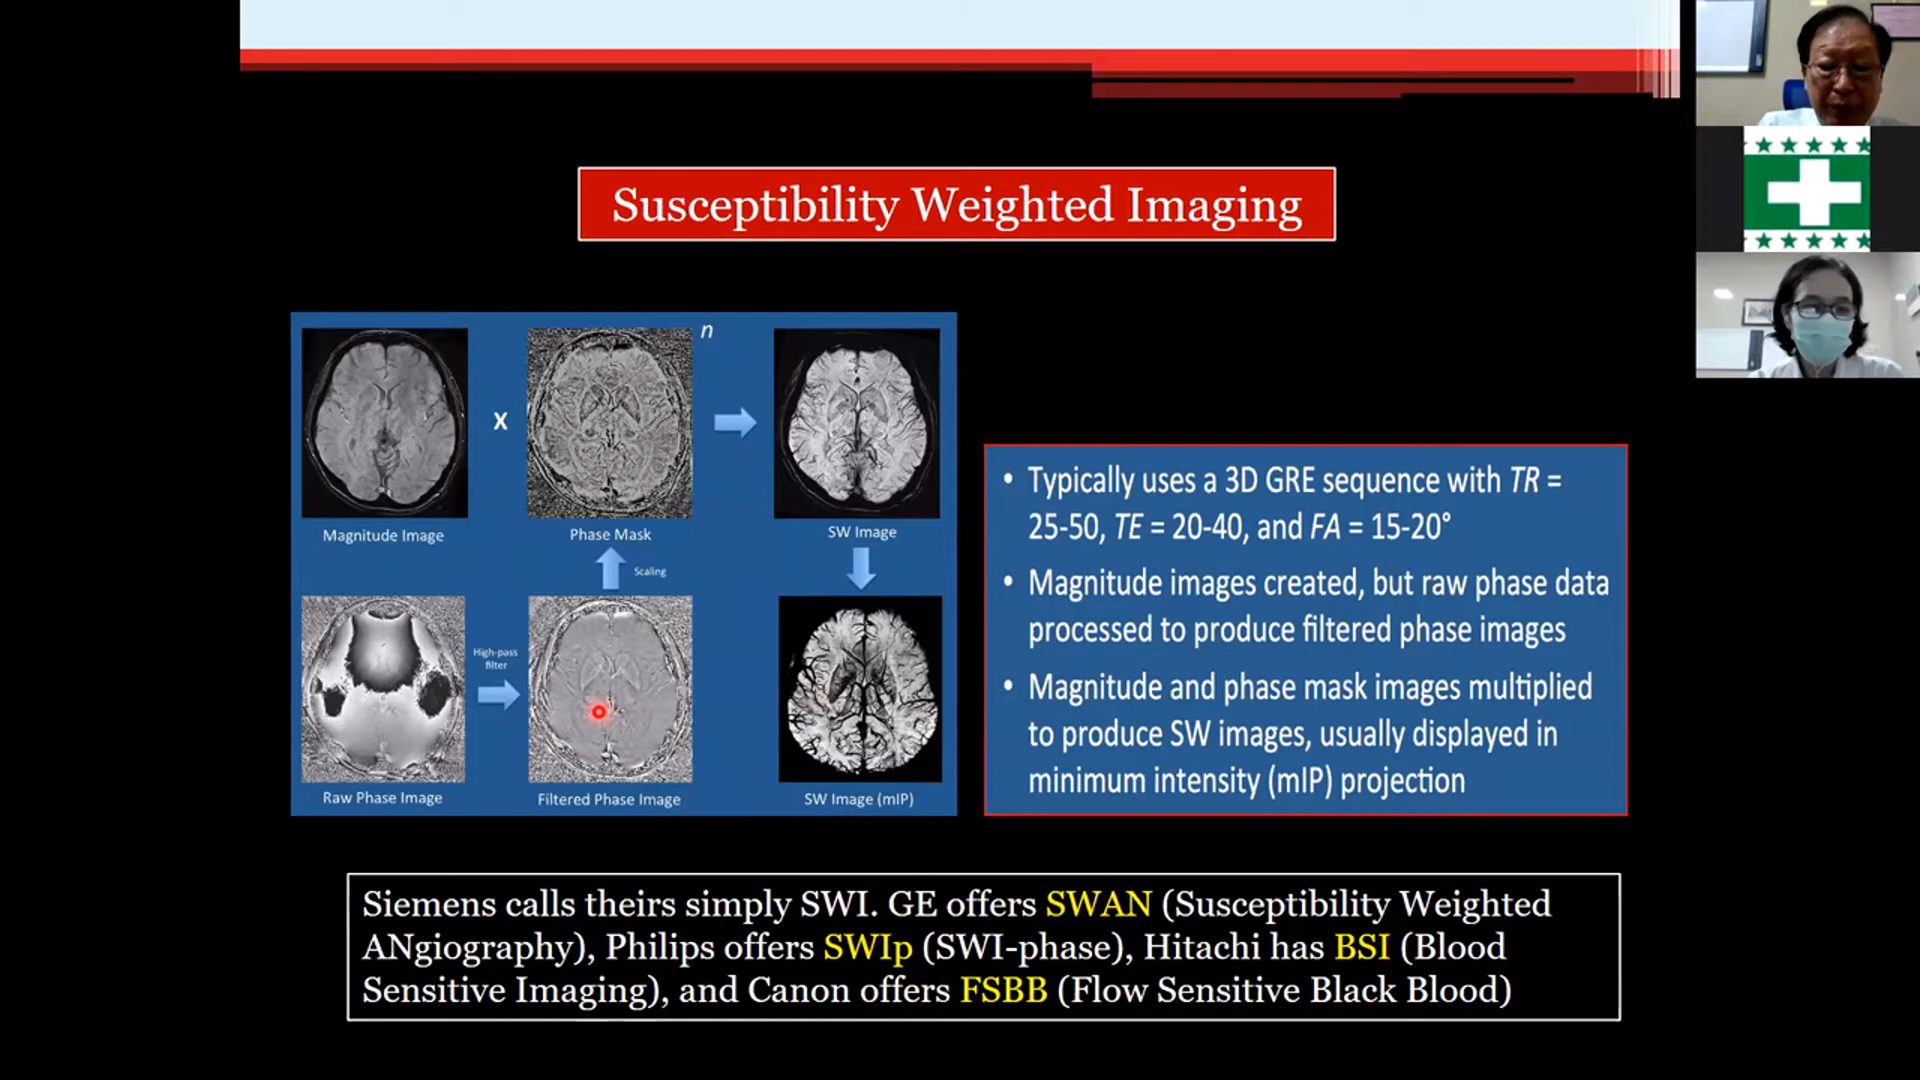 Susceptibility Weighted Imaging
n
X
Magnitude Image
Phase Mask
SW Image
Scaling
High-pass
filter
Raw Phase Image
Filtered Phase Image
SW Image (mIP)
• Typically uses a 3D GRE sequence with TR =
25-50, TE = 20-40, and FA = 15-20°
• Magnitude images created, but raw phase data
processed to produce filtered phase images
• Magnitude and phase mask images multiplied
to produce SW images, usually displayed in
minimum intensity (mIP) projection
Siemens calls theirs simply SWI. GE offers SWAN (Susceptibility Weighted
ANgiography), Philips offers SWIp (SWI-phase), Hitachi has BSI (Blood
Sensitive Imaging), and Canon offers FSBB (Flow Sensitive Black Blood)